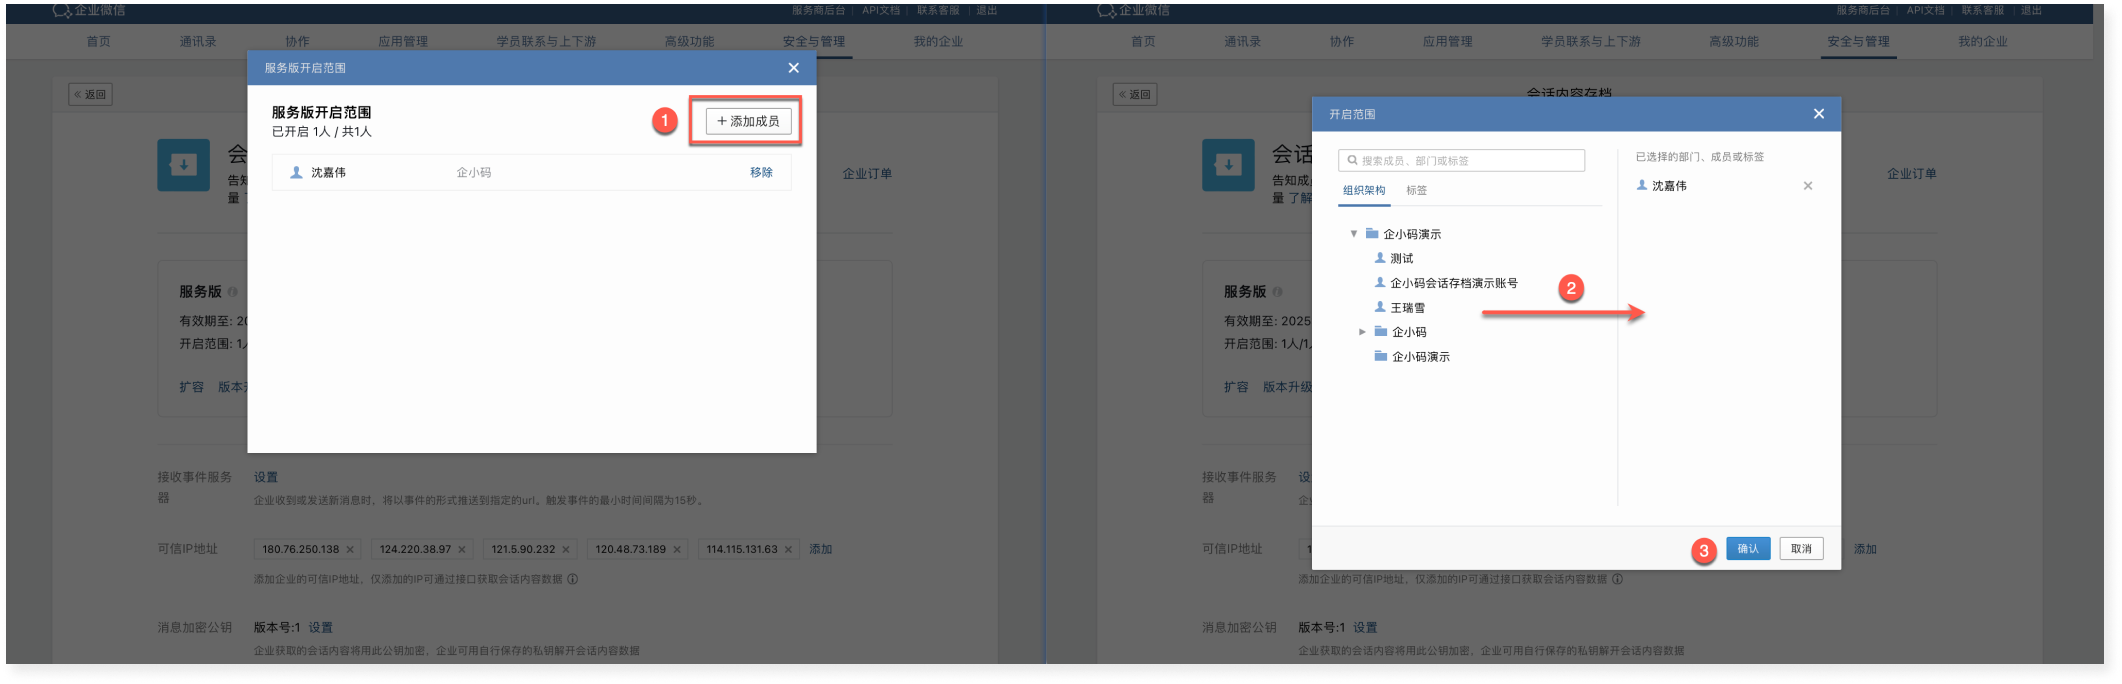 企业微信
服务商后台 | API文档 | 联系客服 | 退出
首页 通讯录 协作 应用管理 学员联系与上下游 高级功能 安全与管理 我的企业
« 返回
服务版开启范围
服务版开启范围
已开启 1人 / 共1人
1
+ 添加成员
沈嘉伟 企小码 移除
会
告知
量
企业订单
服务版
有效期至: 20
开启范围: 1
扩容 版本
接收事件服务器 设置
企业收到或发送新消息时，将以事件的形式推送到指定的url。触发事件的最小时间间隔为15秒。
可信IP地址 180.76.250.138 × 124.220.38.97 × 121.5.90.232 × 120.48.73.189 × 114.115.131.63 × 添加
添加企业的可信IP地址，仅添加的IP可通过接口获取会话内容数据
消息加密公钥 版本号:1 设置
企业获取的会话内容将用此公钥加密，企业可用自行保存的私钥解开会话内容数据
企业微信
服务商后台 | API文档 | 联系客服 | 退出
首页 通讯录 协作 应用管理 学员联系与上下游 高级功能 安全与管理 我的企业
« 返回
会话内容存档
开启范围
搜索成员、部门或标签
组织架构 标签
企小码演示
测试
企小码会话存档演示账号
王瑞雪
企小码
企小码演示
2
已选择的部门、成员或标签
沈嘉伟 ×
3
确认 取消
会话
告知成
量 了解
企业订单
服务版
有效期至: 2025
开启范围: 1人/1
扩容 版本升级
接收事件服务器 设
企
可信IP地址 1 添加
添加企业的可信IP地址，仅添加的IP可通过接口获取会话内容数据
消息加密公钥 版本号:1 设置
企业获取的会话内容将用此公钥加密，企业可用自行保存的私钥解开会话内容数据